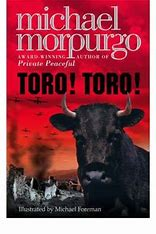 michael
morpurgo
AWARD-WINNING AUTHOR OF
Private Peaceful
TORO! TORO!
Illustrated by Michael Foreman